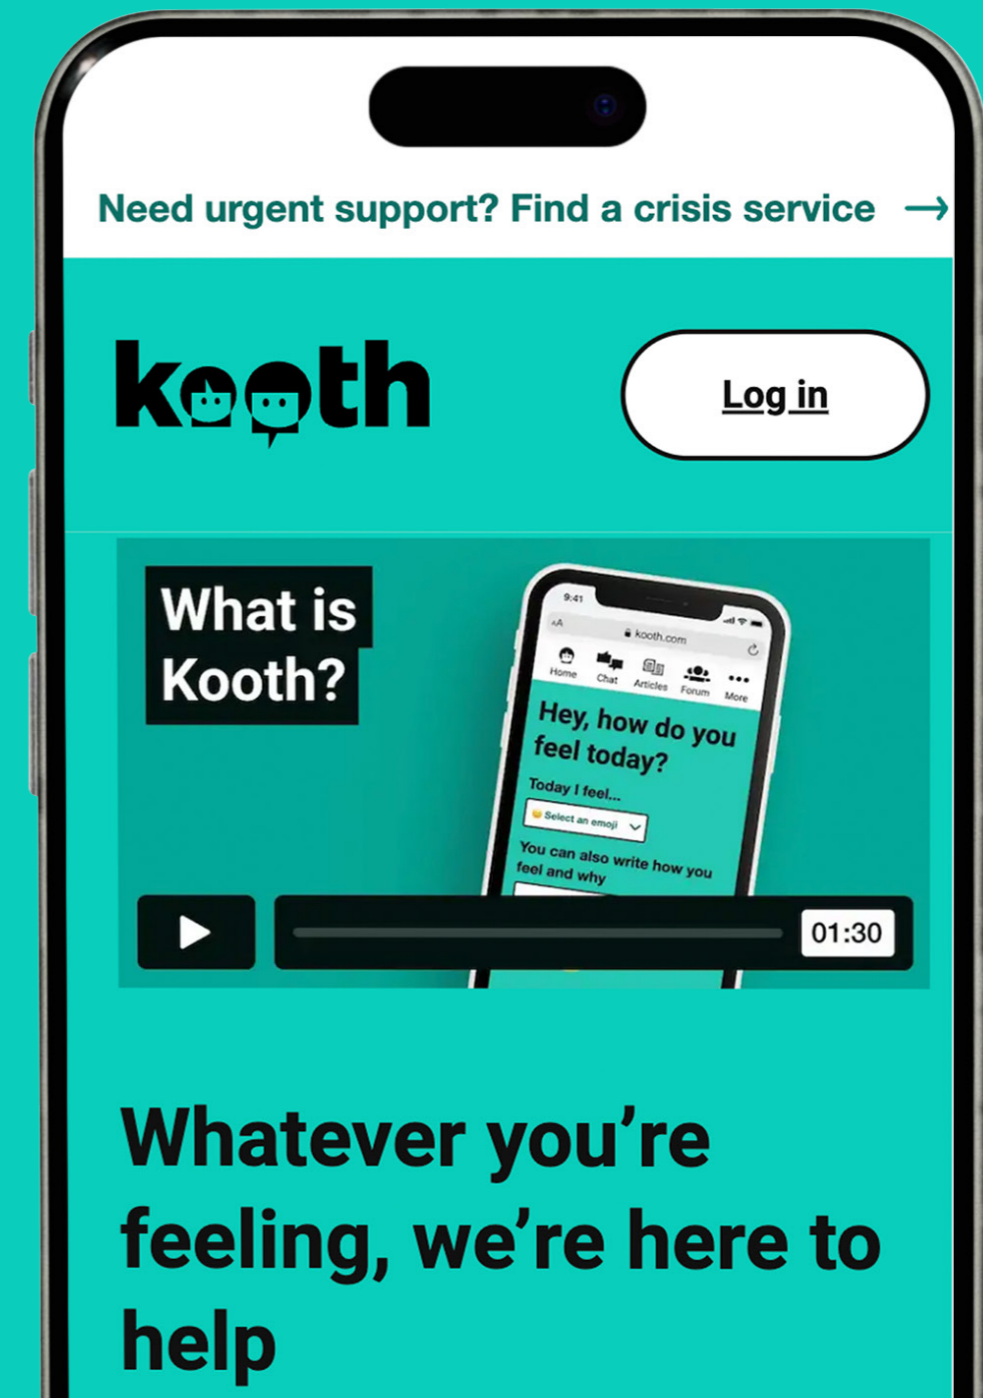 Need urgent support? Find a crisis service →
kooth
Log in
What is
Kooth?
9:41
AA
kooth.com
Home Chat Articles Forum More
Hey, how do you
feel today?
Today I feel...
Select an emoji
You can also write how you
feel and why
01:30
Whatever you’re
feeling, we’re here to
help